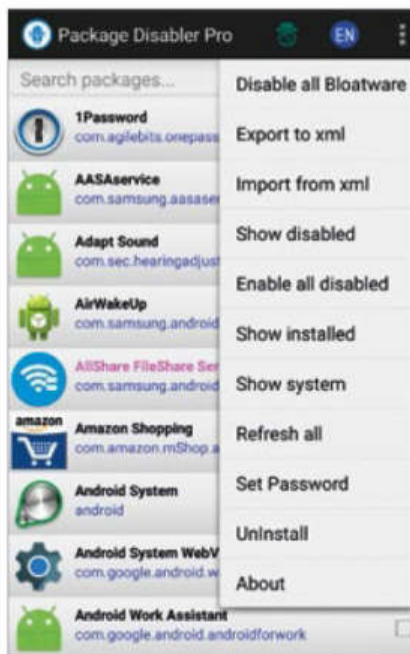 Package Disabler Pro
EN
Search packages...
1Password
com.agilebits.onepass
AASAservice
com.samsung.aasaser
Adapt Sound
com.sec.hearingadjust
AirWakeUp
com.samsung.android
AllShare FileShare Ser
com.samsung.android
amazon
Amazon Shopping
com.amazon.mShop.a
Android System
android
Android System WebV
com.google.android.w
Android Work Assistant
com.google.android.androidforwork
Disable all Bloatware
Export to xml
Import from xml
Show disabled
Enable all disabled
Show installed
Show system
Refresh all
Set Password
UnInstall
About